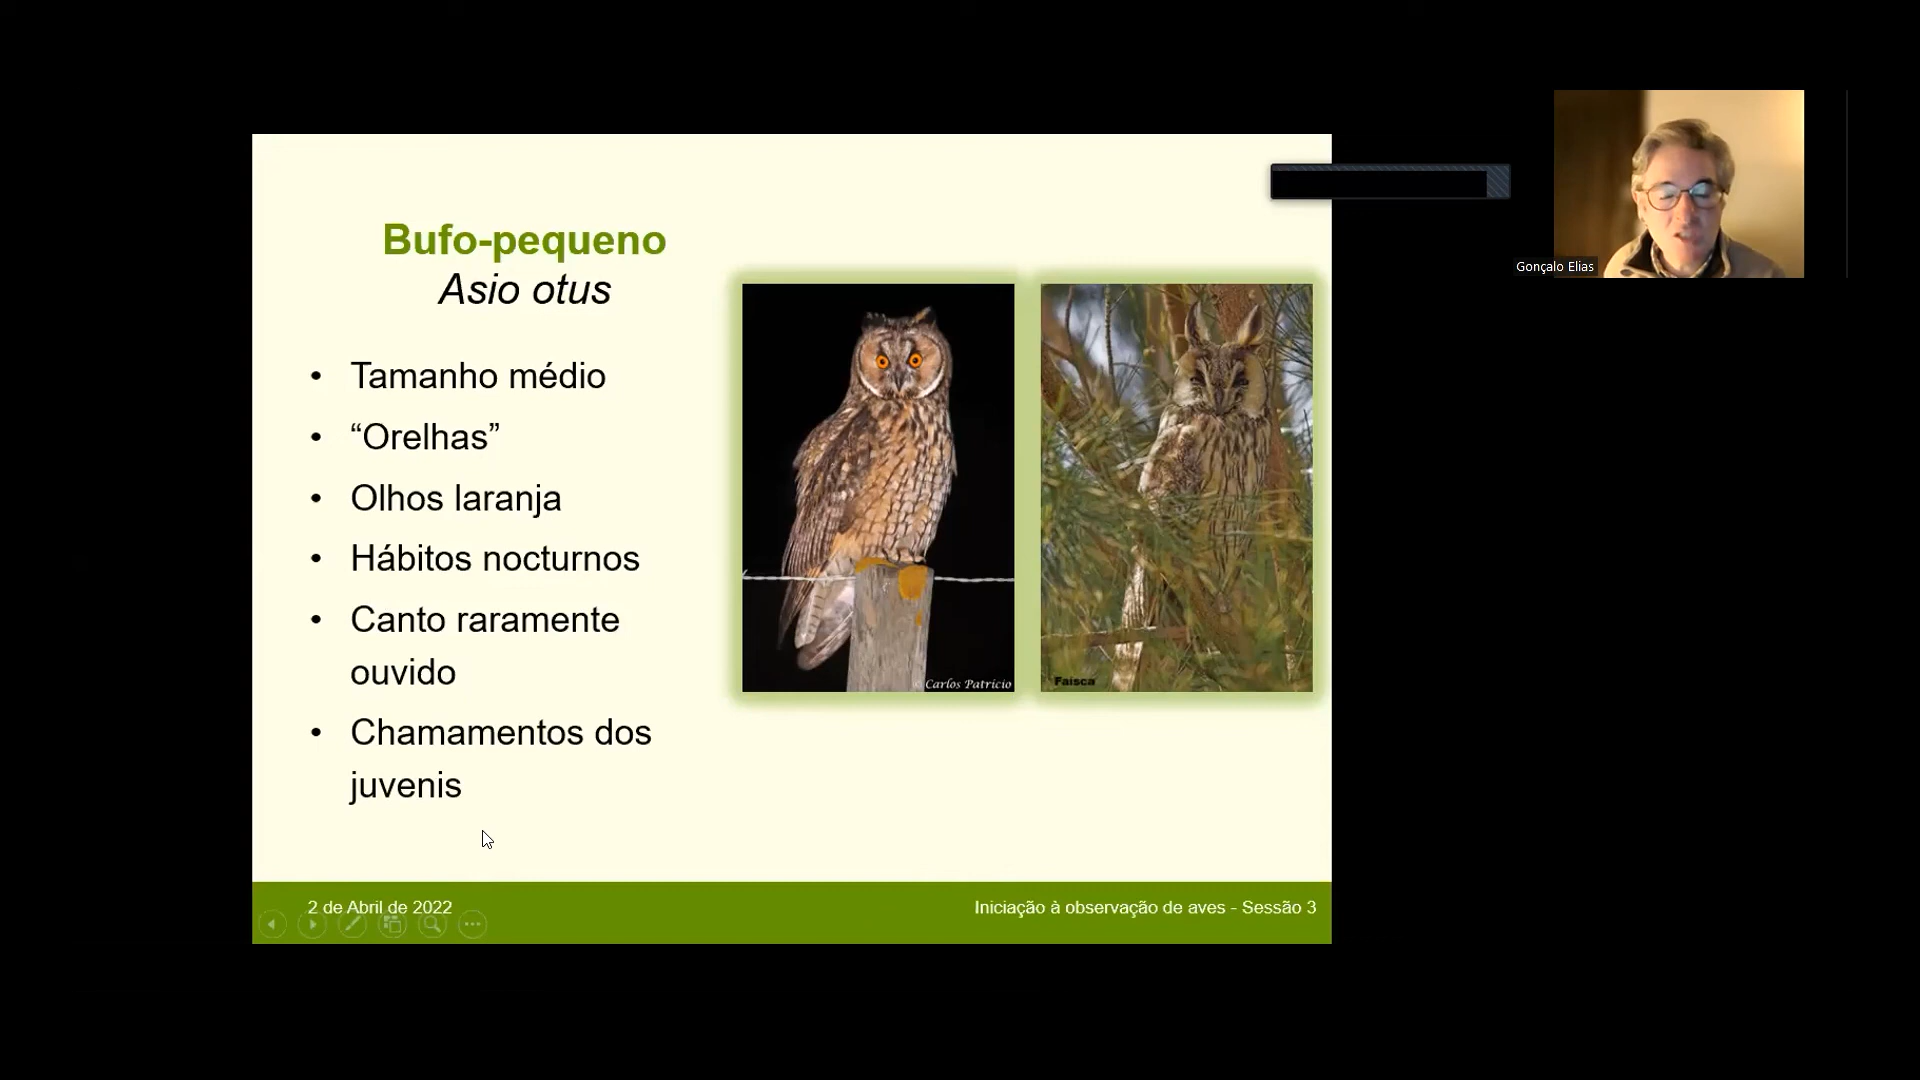 Bufo-pequeno
Asio otus
• Tamanho médio
• “Orelhas”
• Olhos laranja
• Hábitos nocturnos
• Canto raramente
ouvido
• Chamamentos dos
juvenis
© Carlos Patrício
Faísca
2 de Abril de 2022
Iniciação à observação de aves - Sessão 3
Gonçalo Elias